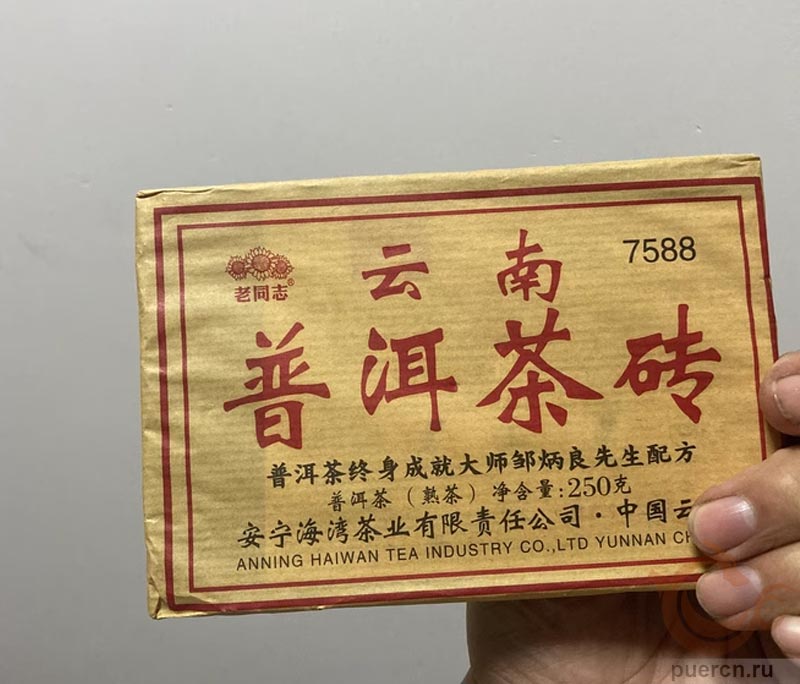 云南
7588
老同志®
普洱茶砖
普洱茶终身成就大师邹炳良先生配方
普洱茶（熟茶）净含量:250克
安宁海湾茶业有限责任公司·中国云
ANNING HAIWAN TEA INDUSTRY CO.,LTD YUNNAN CH
puercn.ru